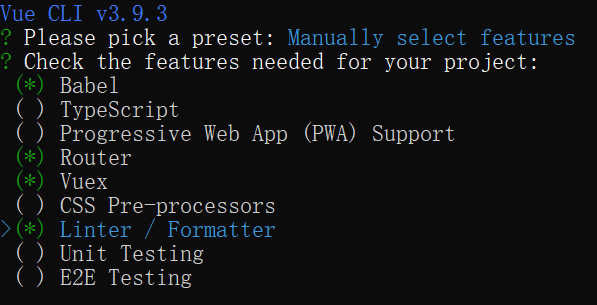 Vue CLI v3.9.3
? Please pick a preset: Manually select features
? Check the features needed for your project:
(*) Babel
( ) TypeScript
( ) Progressive Web App (PWA) Support
(*) Router
(*) Vuex
( ) CSS Pre-processors
>(*) Linter / Formatter
( ) Unit Testing
( ) E2E Testing